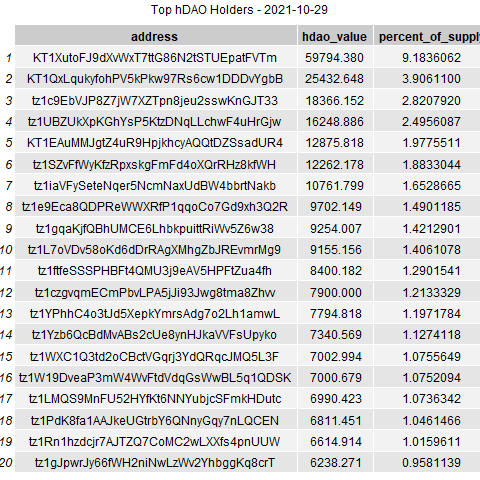 Top hDAO Holders - 2021-10-29
address hdao_value percent_of_supply
1 KT1XutoFJ9dXvWxT7ttG86N2tSTUEpatFVTm 59794.380 9.1836062
2 KT1QxLqukyfohPV5kPkw97Rs6cw1DDDvYgbB 25432.648 3.9061100
3 tz1c9EbVJP8Z7jW7XZTpn8jeu2sswKnGJT33 18366.152 2.8207920
4 tz1UBZUkXpKGhYsP5KtzDNqLLchwF4uHrGjw 16248.886 2.4956087
5 KT1EAuMMJgtZ4uR9HpjkhcyAQQtDZSsadUR4 12875.818 1.9775511
6 tz1SZvFfWyKfzRpxskgFmFd4oXQrRHz8kfWH 12262.178 1.8833044
7 tz1iaVFySeteNqer5NcmNaxUdBW4bbrtNakb 10761.799 1.6528665
8 tz1e9Eca8QDPReWWXRfP1qqoCo7Gd9xh3Q2R 9702.149 1.4901185
9 tz1gqaKjfQBhUMCE6LhbkpuittRiWv5Z6w38 9254.007 1.4212901
10 tz1L7oVDv58oKd6dDrRAgXMhgZbJREvmrMg9 9155.156 1.4061078
11 tz1ftfeSSSPHBFt4QMU3j9eAV5HPFtZua4fh 8400.182 1.2901541
12 tz1czgvqmECmPbvLPA5jJi93Jwg8tma8Zhvv 7900.000 1.2133329
13 tz1YPhhC4o3tJd5XepkYmrsAdg7o2Lh1amwL 7794.818 1.1971784
14 tz1Yzb6QcBdMvABs2cUe8ynHJkaVVFsUpyko 7340.569 1.1274118
15 tz1WXC1Q3td2oCBctVGqrj3YdQRqcJMQ5L3F 7002.994 1.0755649
16 tz1W19DveaP3mW4WvFtdVdqGsWwBL5q1QDSK 7000.679 1.0752094
17 tz1LMQS9MnFU52HYfKt6NNYubjcSFmkHDutc 6990.423 1.0736342
18 tz1PdK8fa1AAJkeUGtrbY6QNnyGqy7nLQCEN 6811.451 1.0461466
19 tz1Rn1hzdcjr7AJTZQ7CoMC2wLXXfs4pnUUW 6614.914 1.0159611
20 tz1gJpwrJy66fWH2niNwLzWv2YhbggKq8crT 6238.271 0.9581139